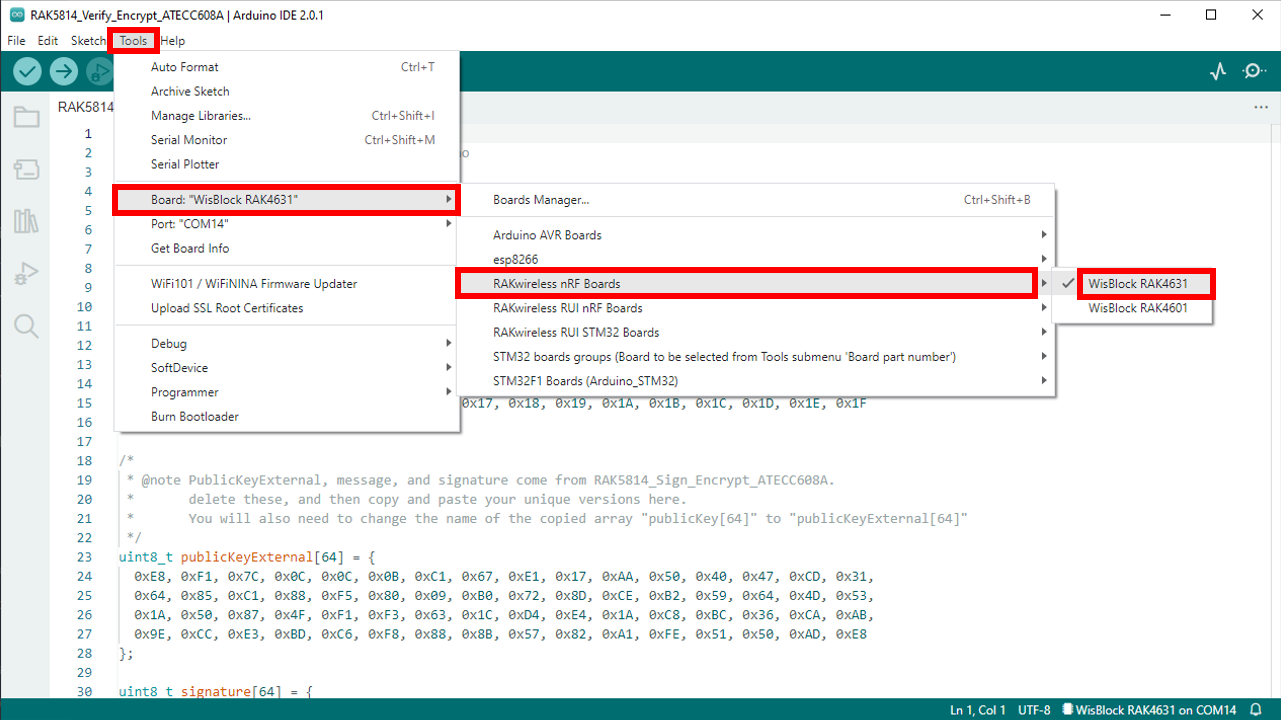 RAK5814_Verify_Encrypt_ATECC608A | Arduino IDE 2.0.1
File Edit Sketch Tools Help
Auto Format Ctrl+T
Archive Sketch
Manage Libraries... Ctrl+Shift+I
Serial Monitor Ctrl+Shift+M
Serial Plotter
Board: "WisBlock RAK4631"
Port: "COM14"
Get Board Info
WiFi101 / WiFiNINA Firmware Updater
Upload SSL Root Certificates
Debug
SoftDevice
Programmer
Burn Bootloader
Boards Manager... Ctrl+Shift+B
Arduino AVR Boards
esp8266
RAKwireless nRF Boards
RAKwireless RUI nRF Boards
RAKwireless RUI STM32 Boards
STM32 boards groups (Board to be selected from Tools submenu 'Board part number')
STM32F1 Boards (Arduino_STM32)
WisBlock RAK4631
WisBlock RAK4601
RAK5814
1
2
3
4
5
6
7
8
9
10
11
12
13
14
15 0x17, 0x18, 0x19, 0x1A, 0x1B, 0x1C, 0x1D, 0x1E, 0x1F
16
17
18 /*
19 * @note PublicKeyExternal, message, and signature come from RAK5814_Sign_Encrypt_ATECC608A.
20 * delete these, and then copy and paste your unique versions here.
21 * You will also need to change the name of the copied array "publicKey[64]" to "publicKeyExternal[64]"
22 */
23 uint8_t publicKeyExternal[64] = {
24 0xE8, 0xF1, 0x7C, 0x0C, 0x0C, 0x0B, 0xC1, 0x67, 0xE1, 0x17, 0xAA, 0x50, 0x40, 0x47, 0xCD, 0x31,
25 0x64, 0x85, 0xC1, 0x88, 0xF5, 0x80, 0x09, 0xB0, 0x72, 0x8D, 0xCE, 0xB2, 0x59, 0x64, 0x4D, 0x53,
26 0x1A, 0x50, 0x87, 0x4F, 0xF1, 0xF3, 0x63, 0x1C, 0xD4, 0xE4, 0x1A, 0xC8, 0xBC, 0x36, 0xCA, 0xAB,
27 0x9E, 0xCC, 0xE3, 0xBD, 0xC6, 0xF8, 0x88, 0x8B, 0x57, 0x82, 0xA1, 0xFE, 0x51, 0x50, 0xAD, 0xE8
28 };
29
30 uint8_t signature[64] = {
Ln 1, Col 1 UTF-8 WisBlock RAK4631 on COM14